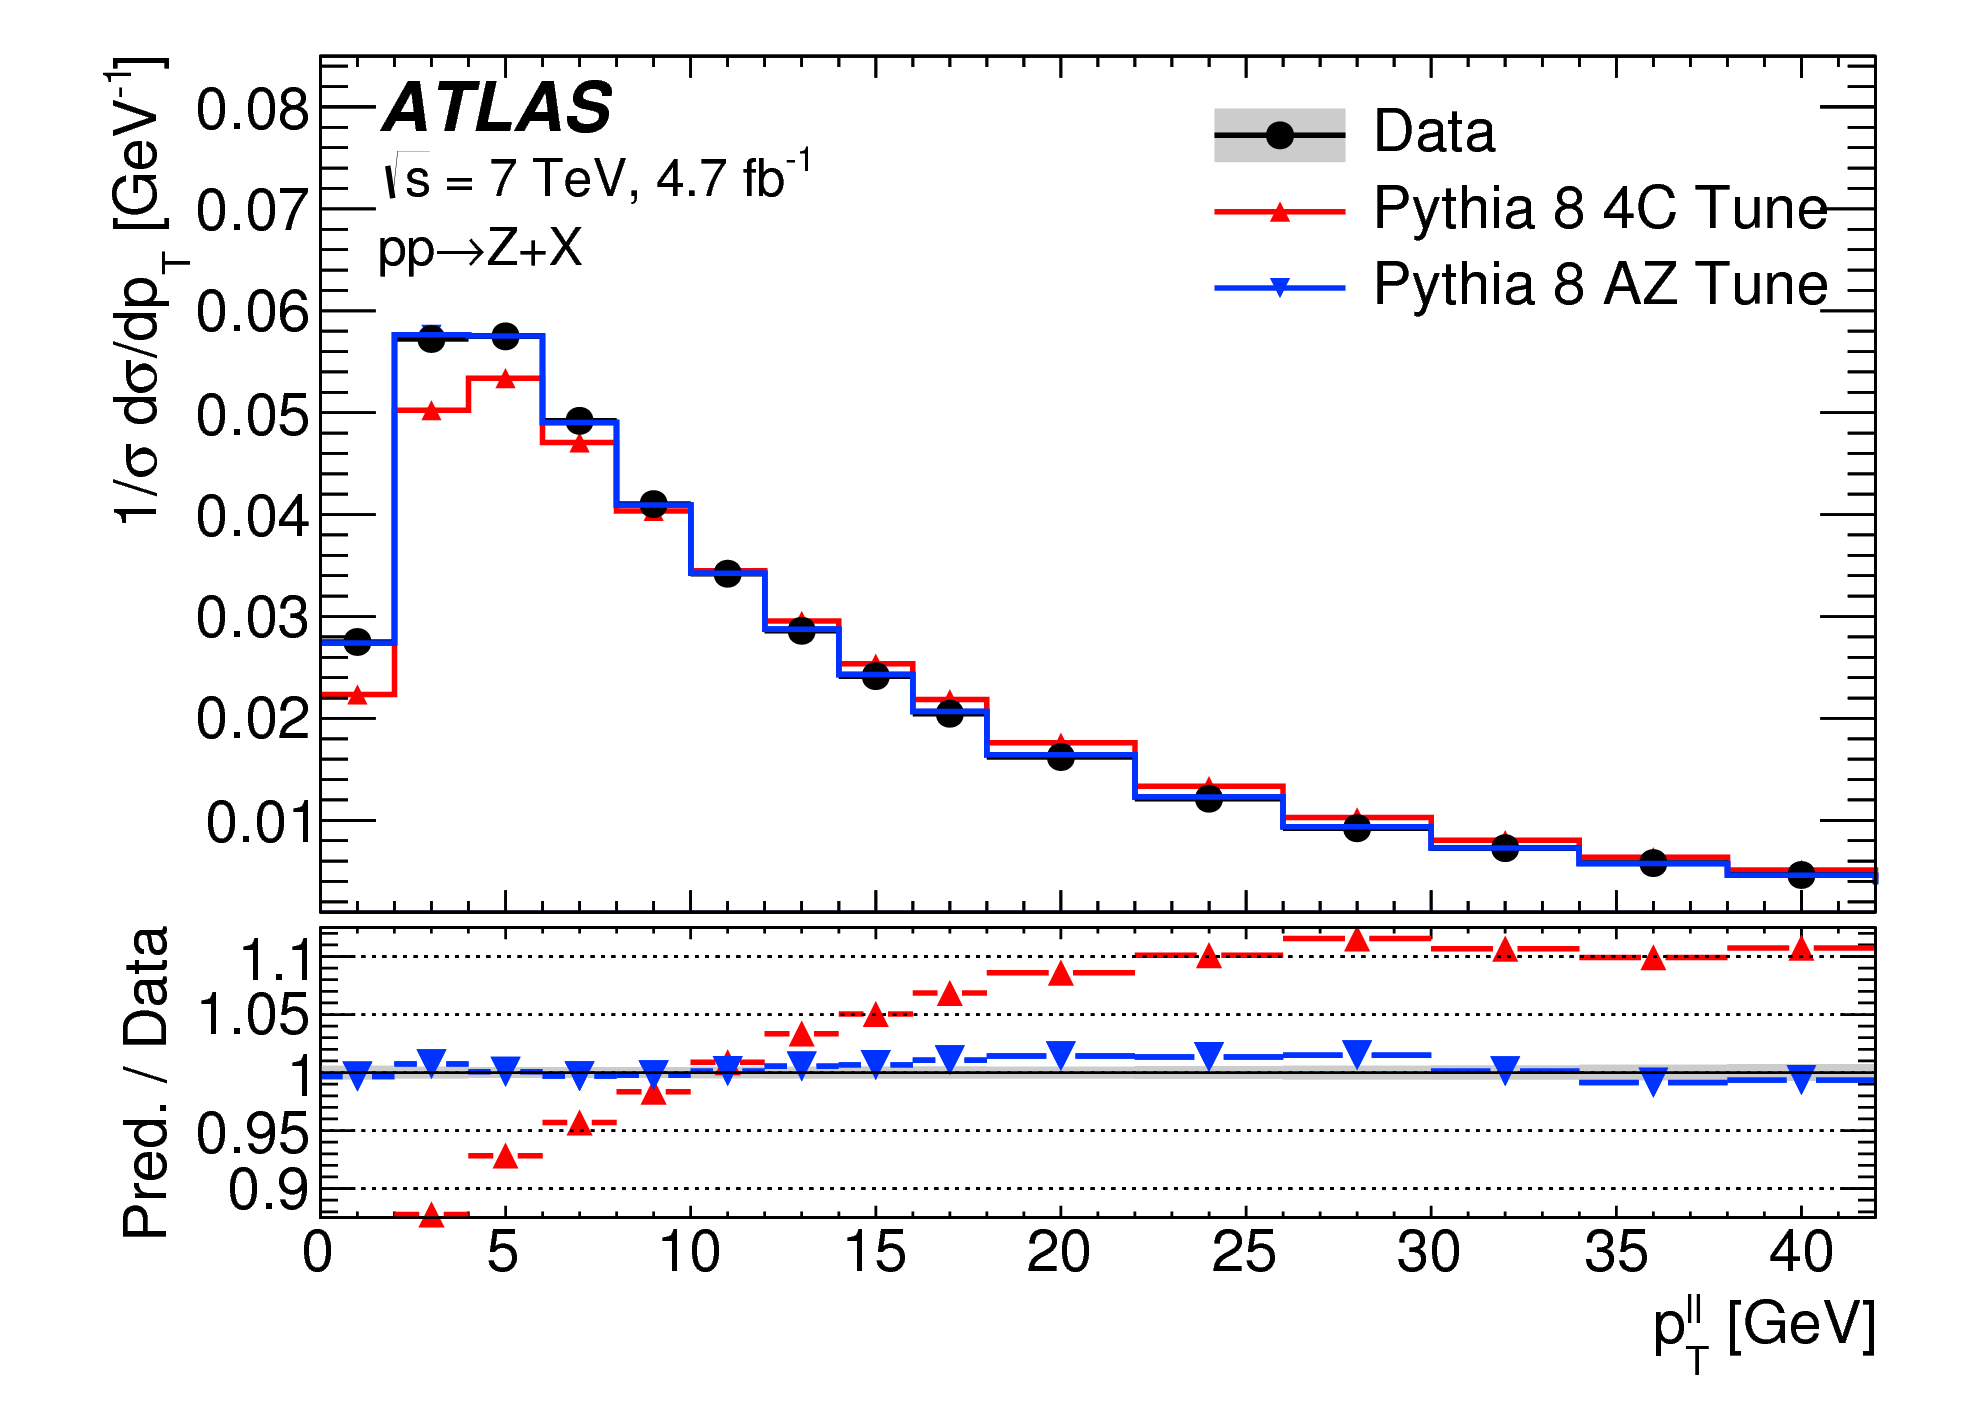 ATLAS
√s = 7 TeV, 4.7 fb⁻¹
pp→Z+X
Data
Pythia 8 4C Tune
Pythia 8 AZ Tune
1/σ dσ/dp_T [GeV⁻¹]
0.08
0.07
0.06
0.05
0.04
0.03
0.02
0.01
Pred. / Data
1.1
1.05
1
0.95
0.9
0 5 10 15 20 25 30 35 40
p_T^ll [GeV]